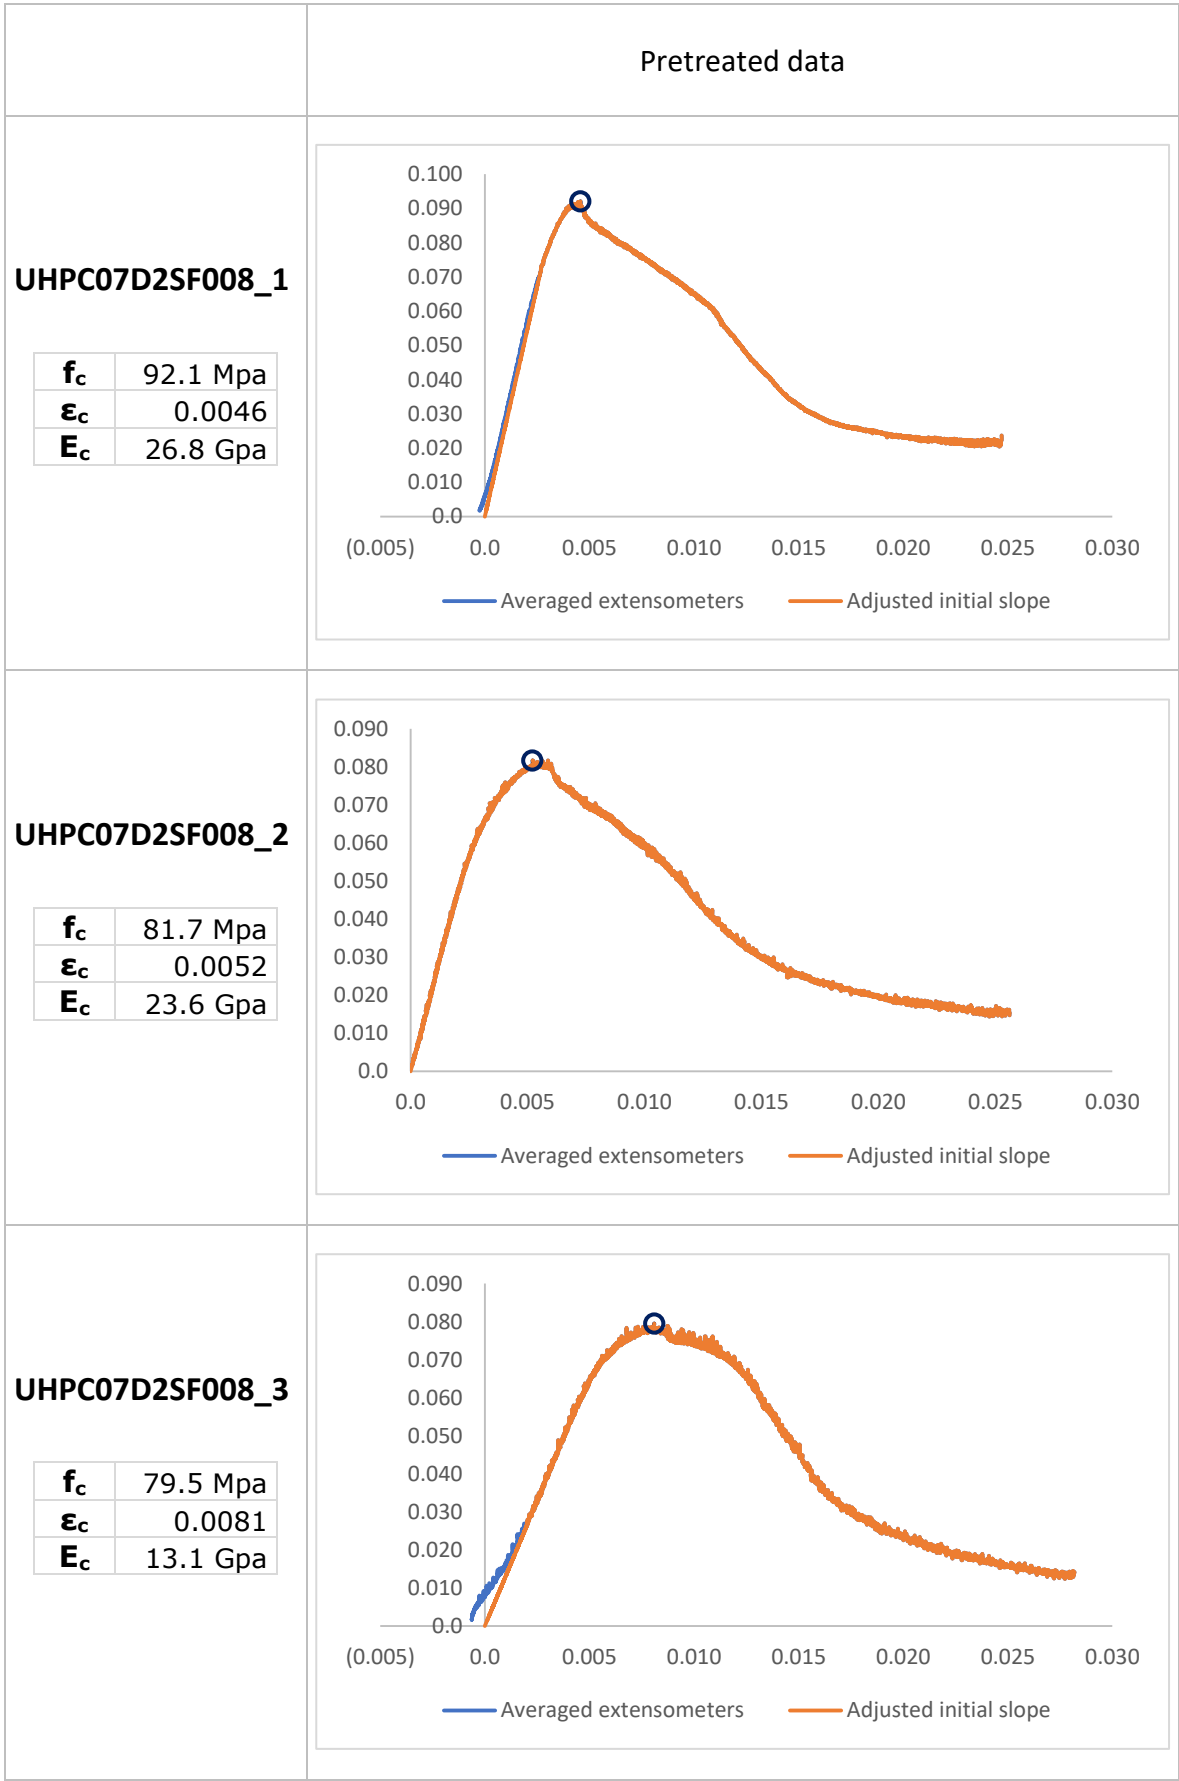 Pretreated data
UHPC07D2SF008_1
fc 92.1 Mpa
εc 0.0046
Ec 26.8 Gpa
0.100
0.090
0.080
0.070
0.060
0.050
0.040
0.030
0.020
0.010
0.0
(0.005) 0.0 0.005 0.010 0.015 0.020 0.025 0.030
Averaged extensometers Adjusted initial slope
UHPC07D2SF008_2
fc 81.7 Mpa
εc 0.0052
Ec 23.6 Gpa
0.090
0.080
0.070
0.060
0.050
0.040
0.030
0.020
0.010
0.0
0.0 0.005 0.010 0.015 0.020 0.025 0.030
Averaged extensometers Adjusted initial slope
UHPC07D2SF008_3
fc 79.5 Mpa
εc 0.0081
Ec 13.1 Gpa
0.090
0.080
0.070
0.060
0.050
0.040
0.030
0.020
0.010
0.0
(0.005) 0.0 0.005 0.010 0.015 0.020 0.025 0.030
Averaged extensometers Adjusted initial slope